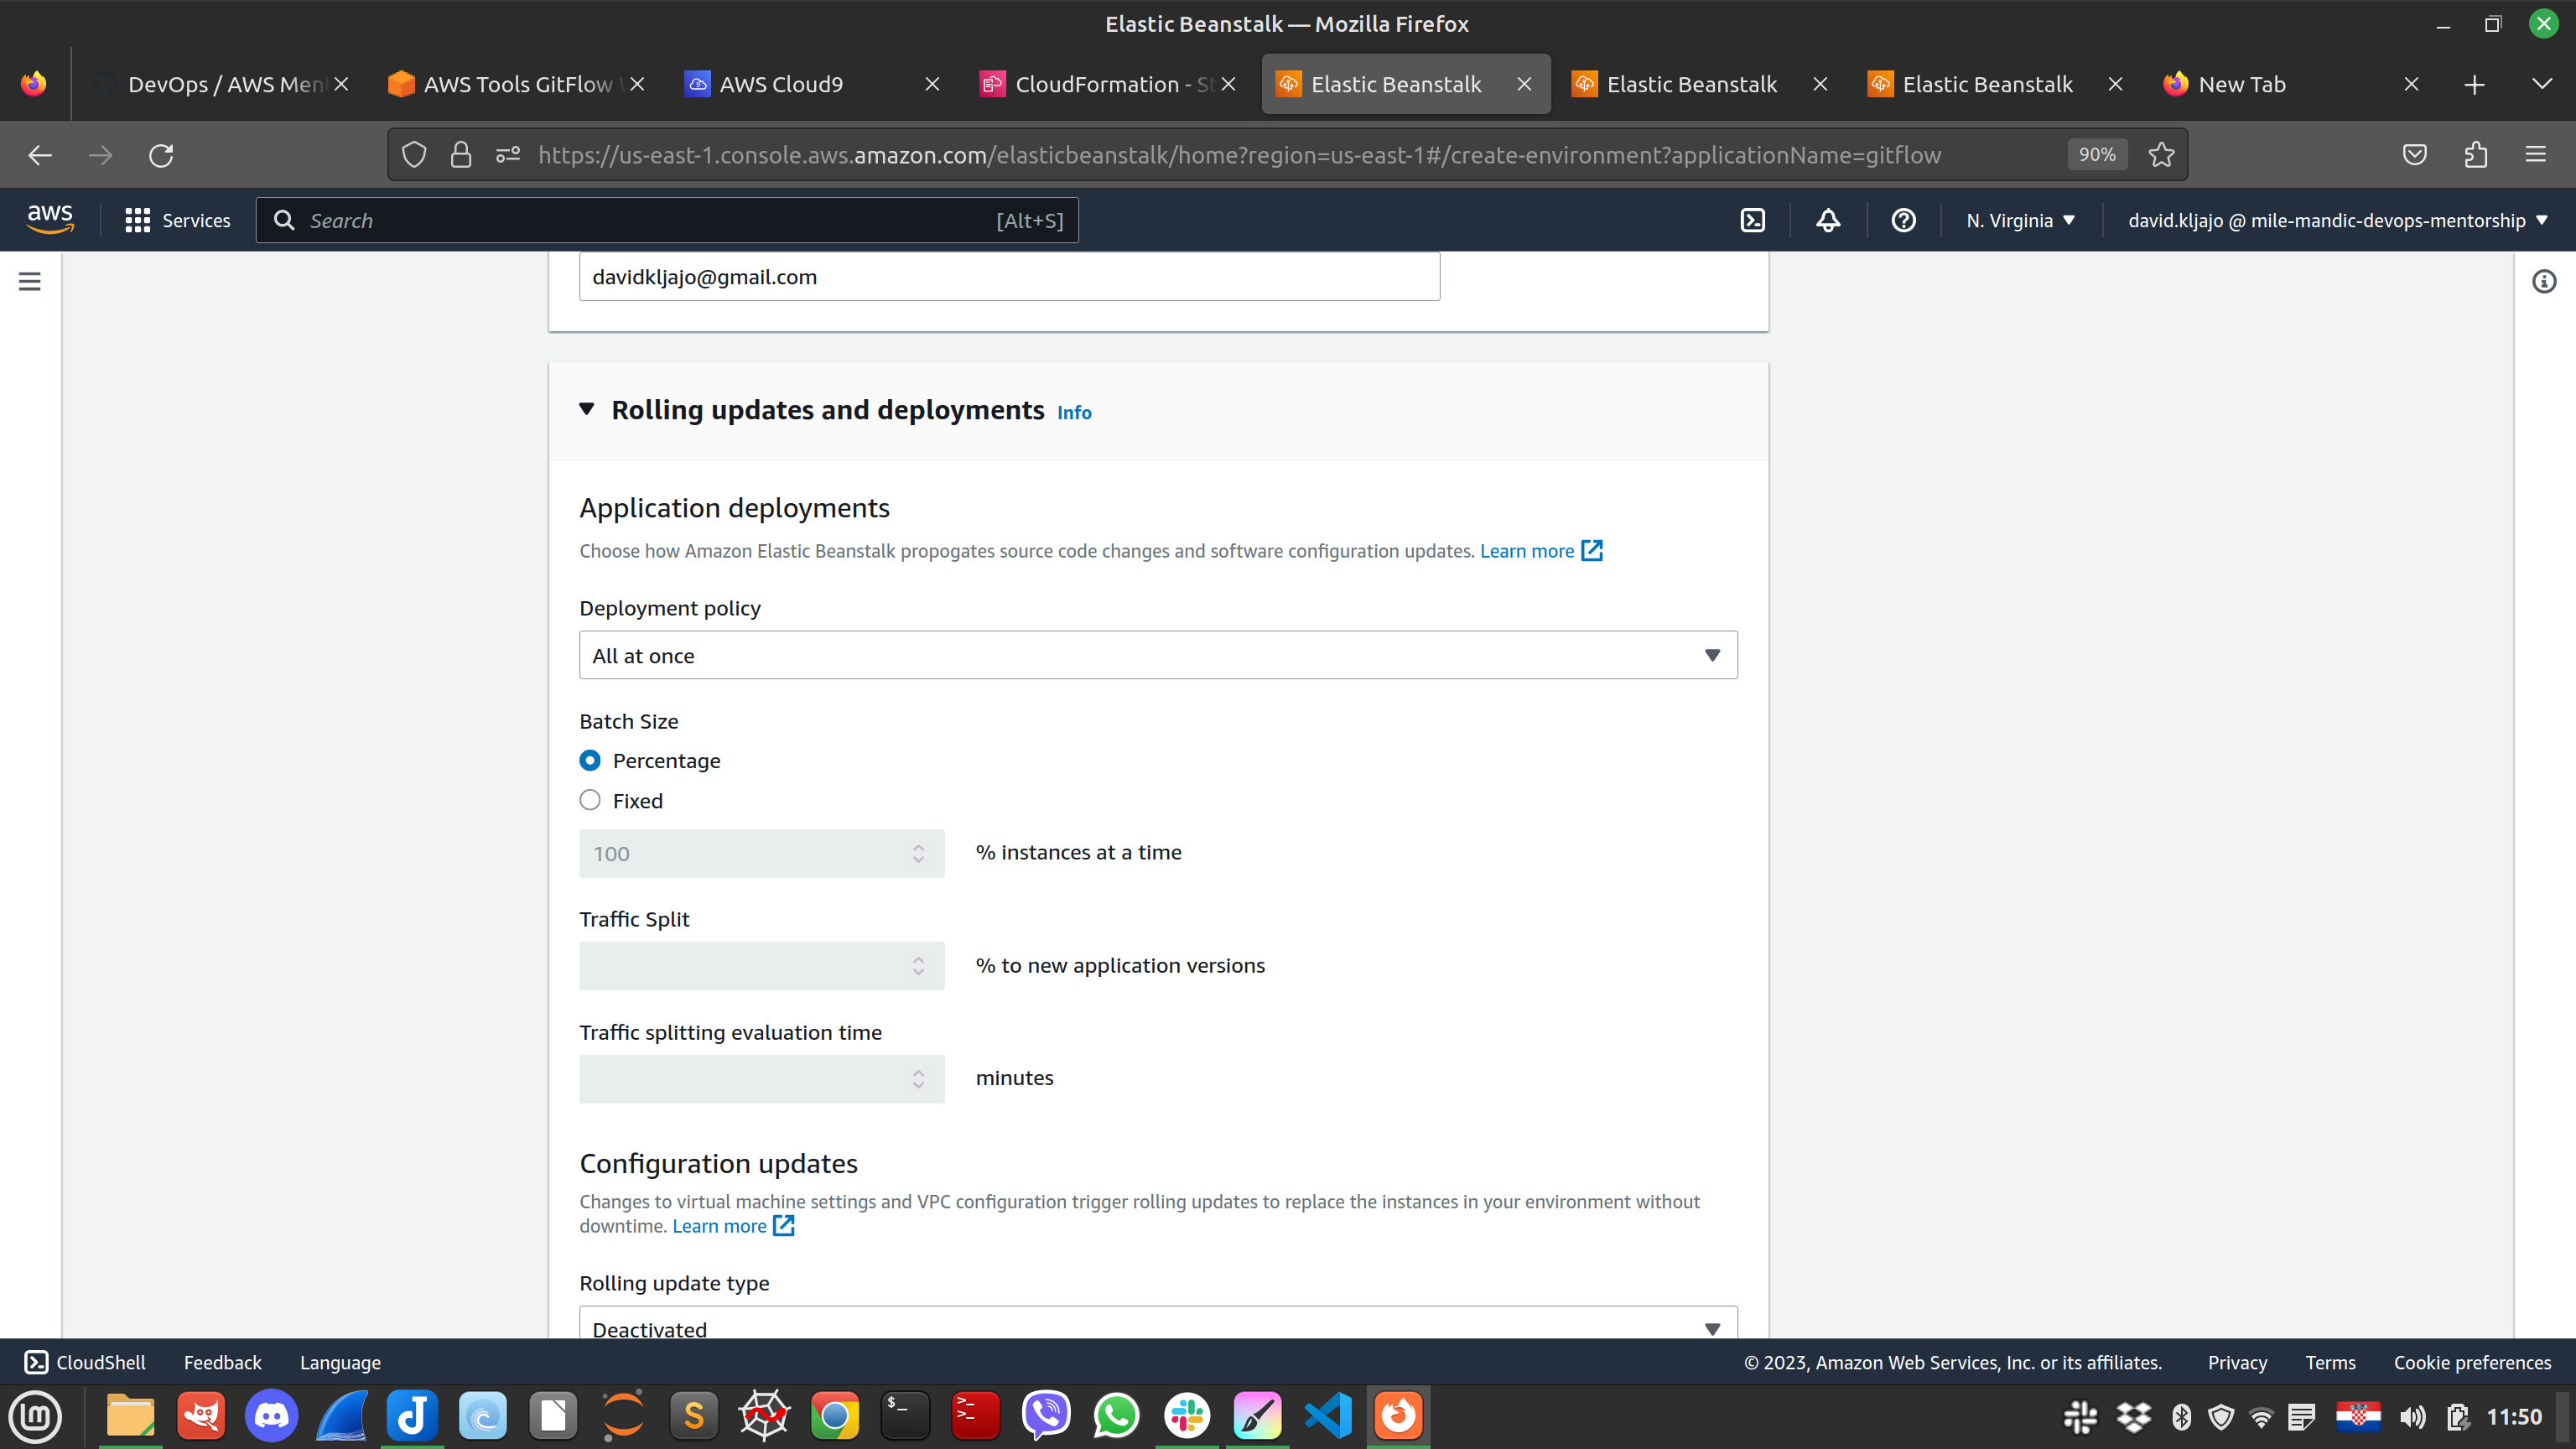 Elastic Beanstalk — Mozilla Firefox
DevOps / AWS Ment
AWS Tools GitFlow
AWS Cloud9
CloudFormation - St
Elastic Beanstalk
Elastic Beanstalk
Elastic Beanstalk
New Tab
https://us-east-1.console.aws.amazon.com/elasticbeanstalk/home?region=us-east-1#/create-environment?applicationName=gitflow
90%
aws
Services
Search
[Alt+S]
N. Virginia
david.kljajo @ mile-mandic-devops-mentorship
davidkljajo@gmail.com
Rolling updates and deployments Info
Application deployments
Choose how Amazon Elastic Beanstalk propogates source code changes and software configuration updates. Learn more
Deployment policy
All at once
Batch Size
Percentage
Fixed
100
% instances at a time
Traffic Split
% to new application versions
Traffic splitting evaluation time
minutes
Configuration updates
Changes to virtual machine settings and VPC configuration trigger rolling updates to replace the instances in your environment without
downtime. Learn more
Rolling update type
Deactivated
CloudShell
Feedback
Language
© 2023, Amazon Web Services, Inc. or its affiliates.
Privacy
Terms
Cookie preferences
11:50